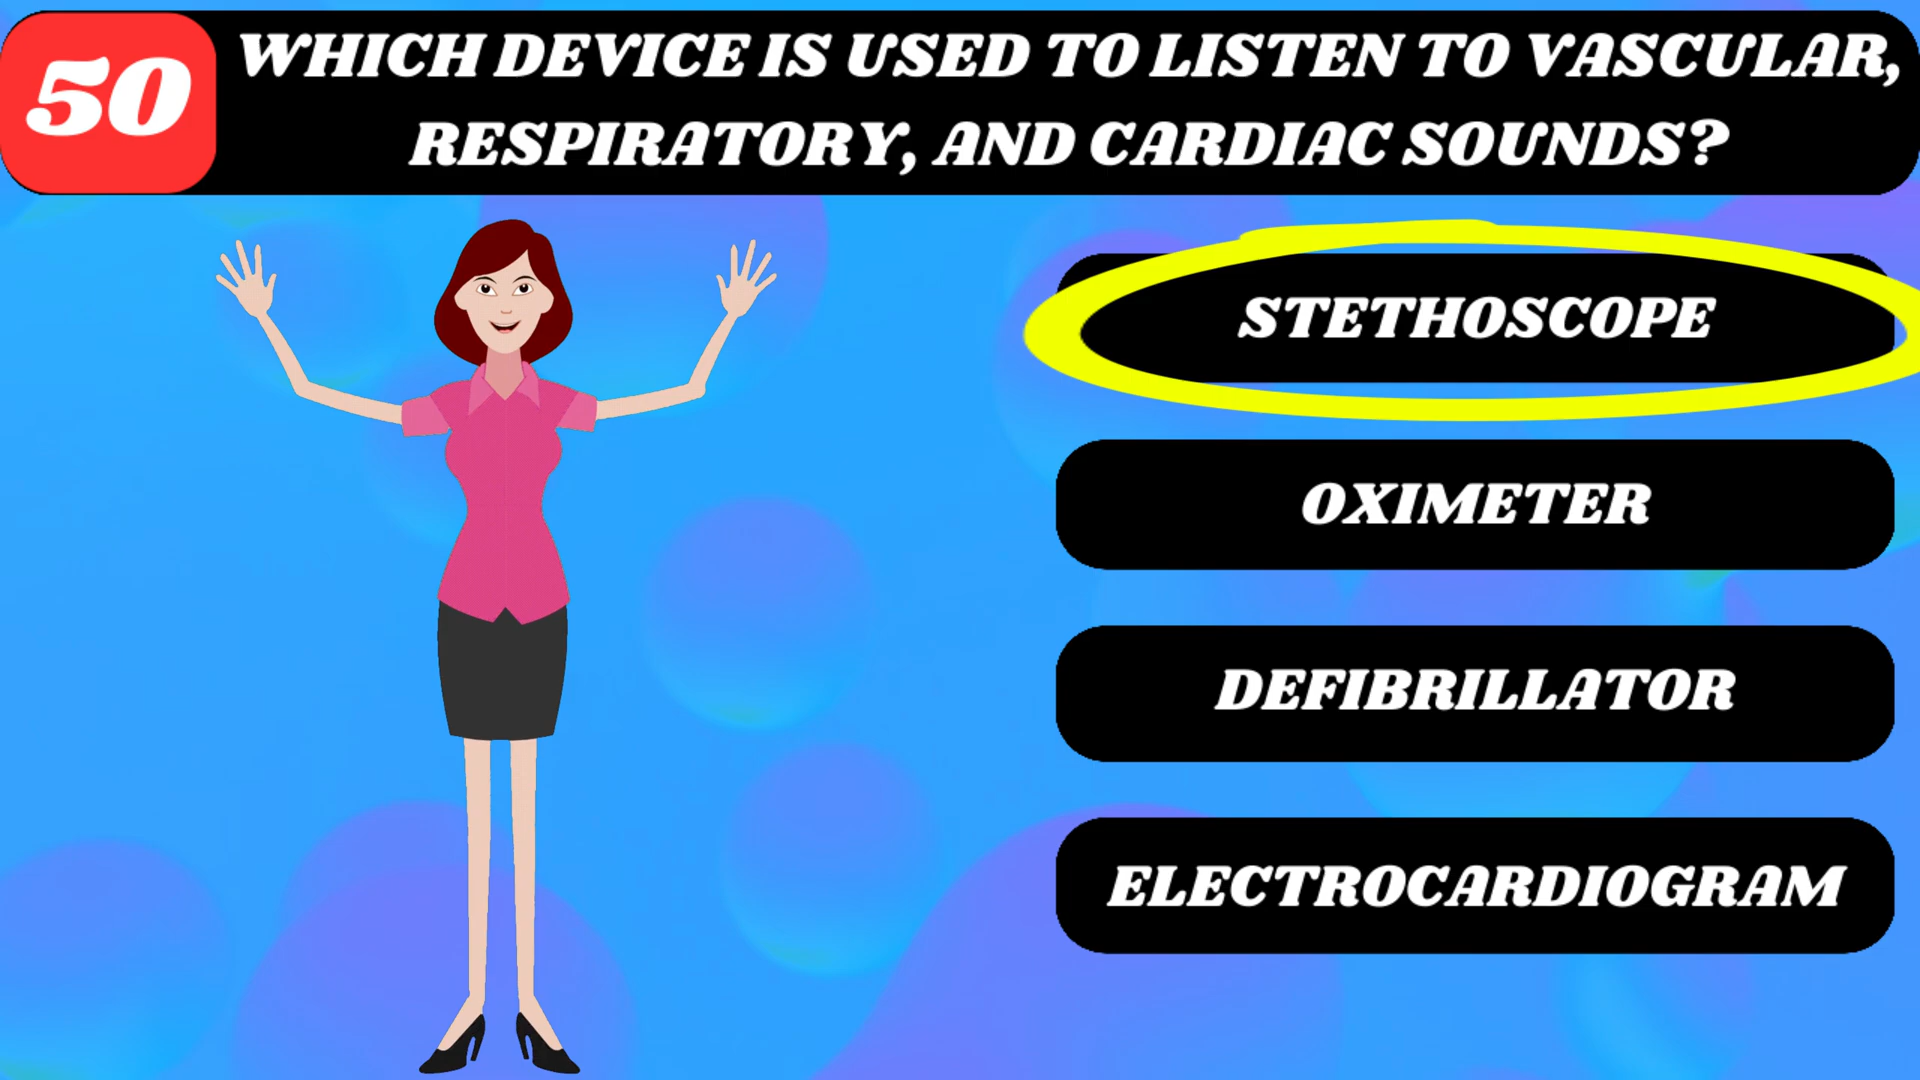 50
WHICH DEVICE IS USED TO LISTEN TO VASCULAR,
RESPIRATORY, AND CARDIAC SOUNDS?
STETHOSCOPE
OXIMETER
DEFIBRILLATOR
ELECTROCARDIOGRAM